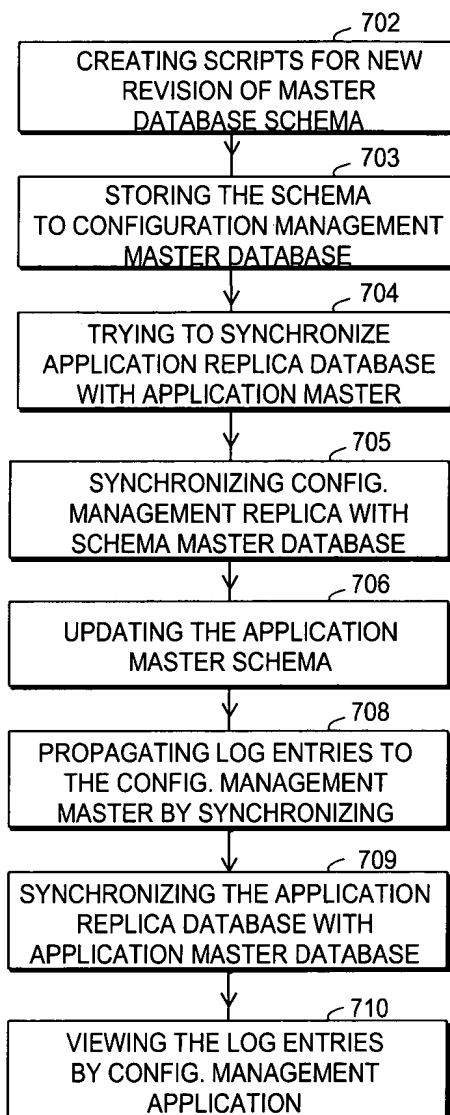 702
CREATING SCRIPTS FOR NEW
REVISION OF MASTER
DATABASE SCHEMA
703
STORING THE SCHEMA
TO CONFIGURATION MANAGEMENT
MASTER DATABASE
704
TRYING TO SYNCHRONIZE
APPLICATION REPLICA DATABASE
WITH APPLICATION MASTER
705
SYNCHRONIZING CONFIG.
MANAGEMENT REPLICA WITH
SCHEMA MASTER DATABASE
706
UPDATING THE APPLICATION
MASTER SCHEMA
708
PROPAGATING LOG ENTRIES TO
THE CONFIG. MANAGEMENT
MASTER BY SYNCHRONIZING
709
SYNCHRONIZING THE APPLICATION
REPLICA DATABASE WITH
APPLICATION MASTER DATABASE
710
VIEWING THE LOG ENTRIES
BY CONFIG. MANAGEMENT
APPLICATION